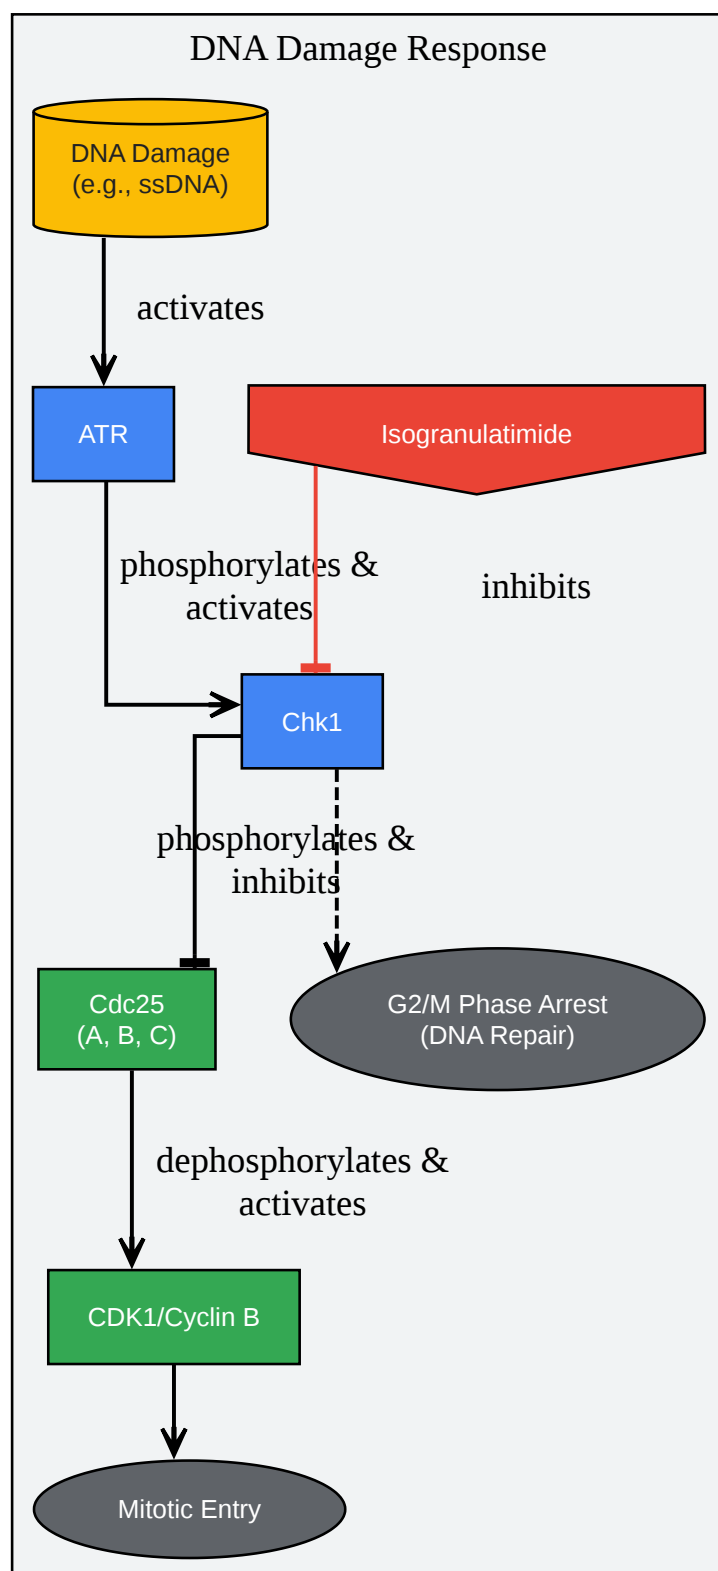 DNA Damage Response
DNA Damage
(e.g., ssDNA)
activates
ATR
Isogranulatimide
phosphorylates &
activates
inhibits
Chk1
phosphorylates &
inhibits
Cdc25
(A, B, C)
G2/M Phase Arrest
(DNA Repair)
dephosphorylates &
activates
CDK1/Cyclin B
Mitotic Entry